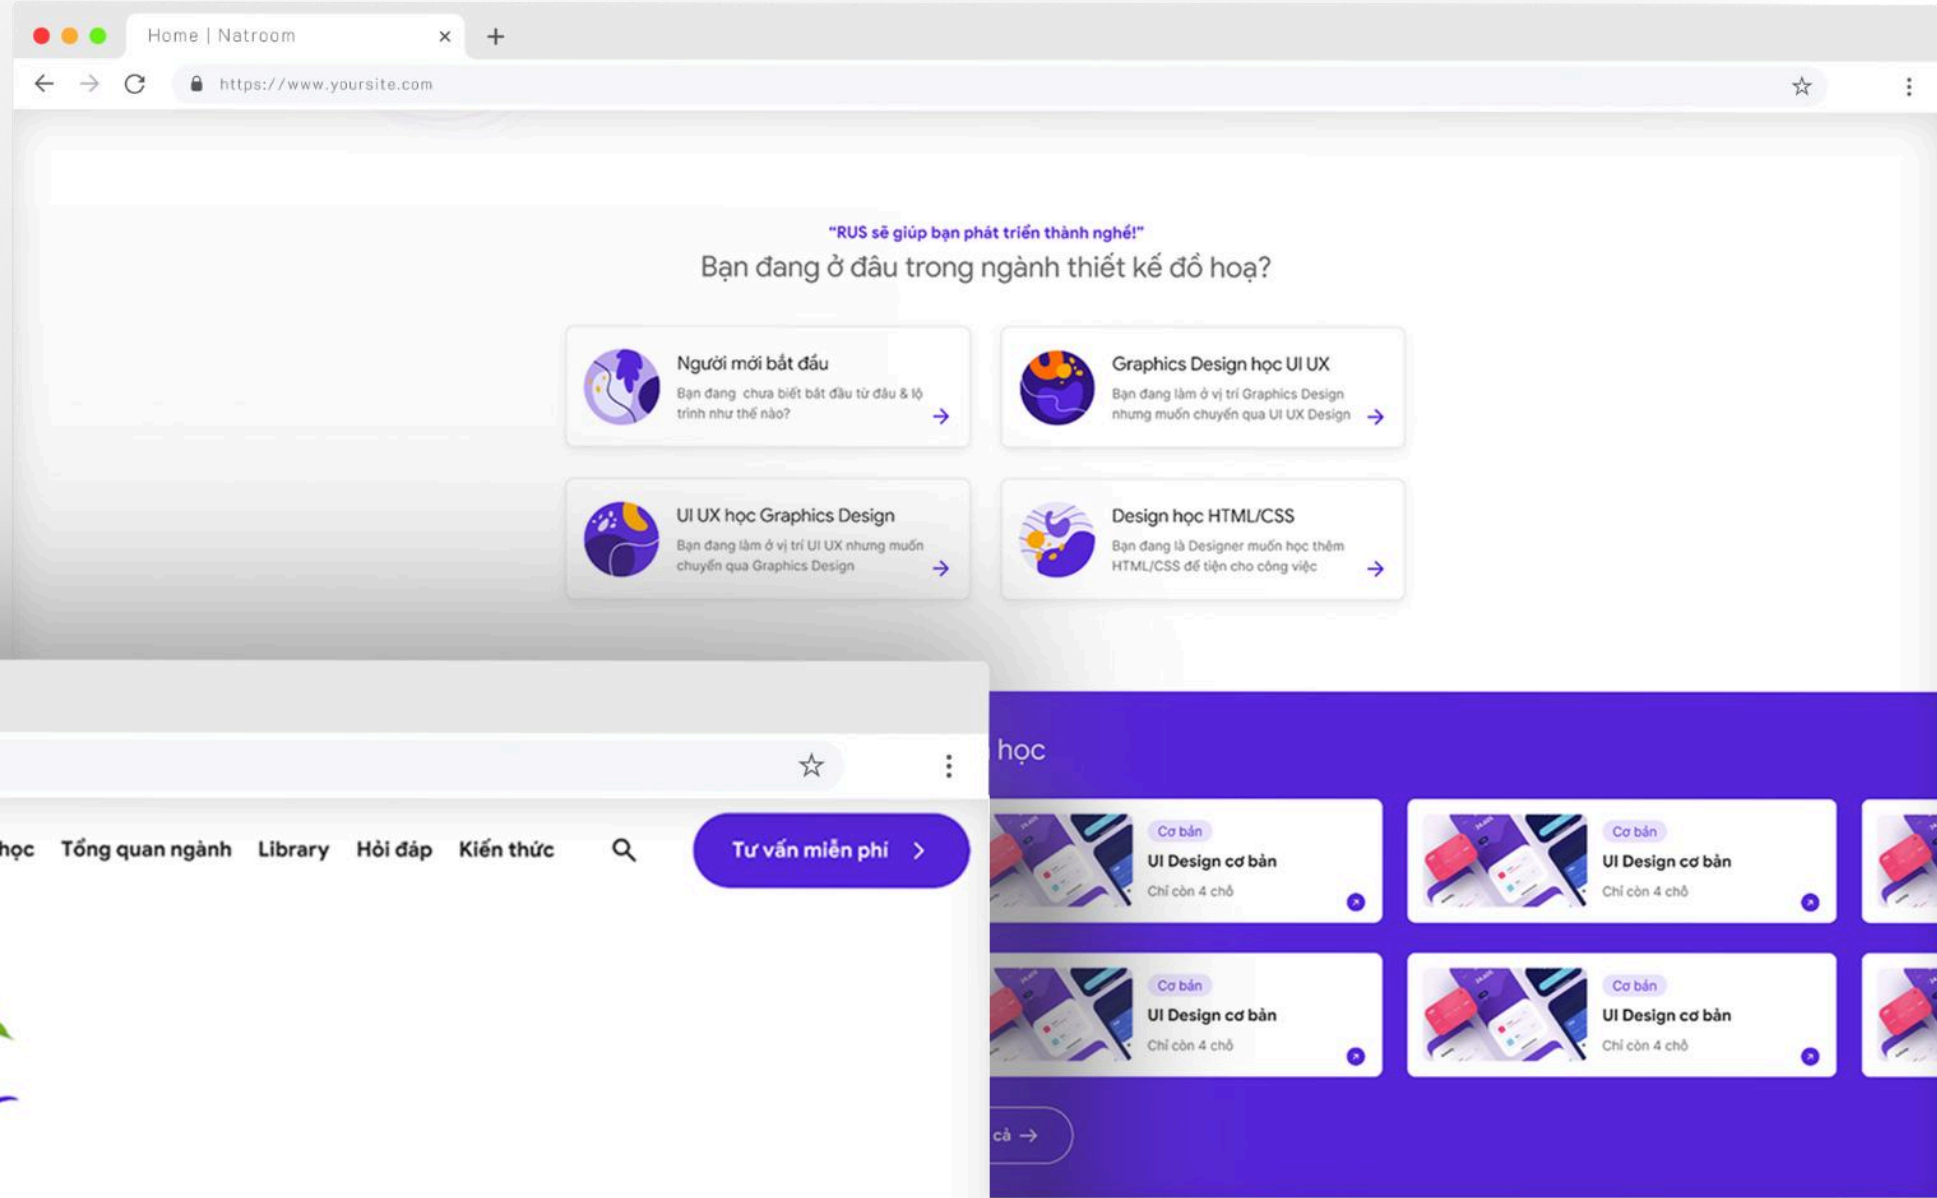 Home | Natroom
https://www.yoursite.com
“RUS sẽ giúp bạn phát triển thành nghề!”
Bạn đang ở đâu trong ngành thiết kế đồ hoạ?
Người mới bắt đầu
Bạn đang chưa biết bắt đầu từ đâu & lộ
trình như thế nào?
Graphics Design học UI UX
Bạn đang làm ở vị trí Graphics Design
nhưng muốn chuyển qua UI UX Design
UI UX học Graphics Design
Bạn đang làm ở vị trí UI UX nhưng muốn
chuyển qua Graphics Design
Design học HTML/CSS
Bạn đang là Designer muốn học thêm
HTML/CSS để tiện cho công việc
học
học Tổng quan ngành Library Hỏi đáp Kiến thức Tư vấn miễn phí
Cơ bản
UI Design cơ bản
Chỉ còn 4 chỗ
Cơ bản
UI Design cơ bản
Chỉ còn 4 chỗ
Cơ bản
UI Design cơ bản
Chỉ còn 4 chỗ
Cơ bản
UI Design cơ bản
Chỉ còn 4 chỗ
cả